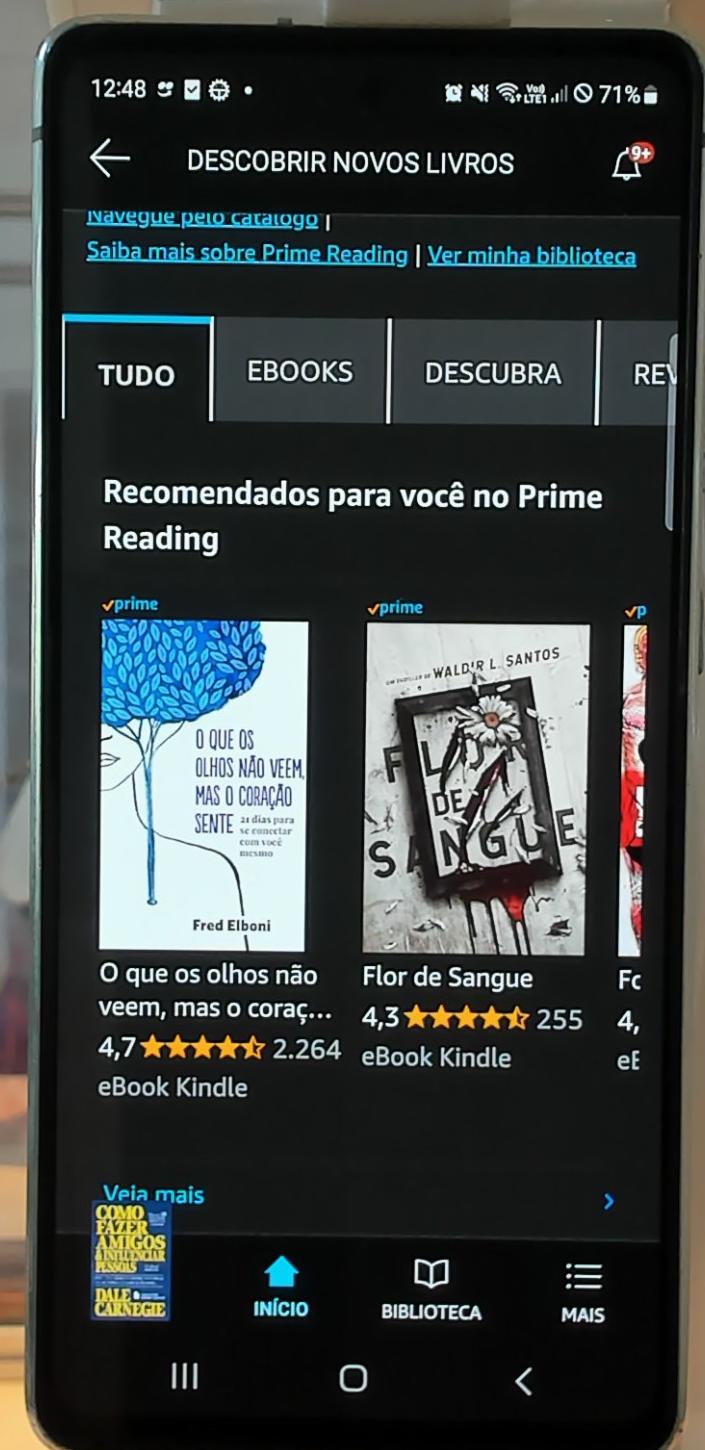 12:48
Vo)) LTE1 71%
DESCOBRIR NOVOS LIVROS
9+
Navegue pelo catálogo |
Saiba mais sobre Prime Reading | Ver minha biblioteca
TUDO EBOOKS DESCUBRA REV
Recomendados para você no Prime
Reading
prime
O QUE OS
OLHOS NÃO VEEM,
MAS O CORAÇÃO
SENTE
21 dias para
se conectar
com você
mesmo
Fred Elboni
O que os olhos não
veem, mas o coraç...
4,7 2.264
eBook Kindle
prime
UM THRILLER DE WALDIR L. SANTOS
FLOR
DE
SANGUE
Flor de Sangue
4,3 255
eBook Kindle
p
Fo
4,
eB
Veja mais
COMO
FAZER
AMIGOS
& INFLUENCIAR
PESSOAS
DALE
CARNEGIE
INÍCIO BIBLIOTECA MAIS